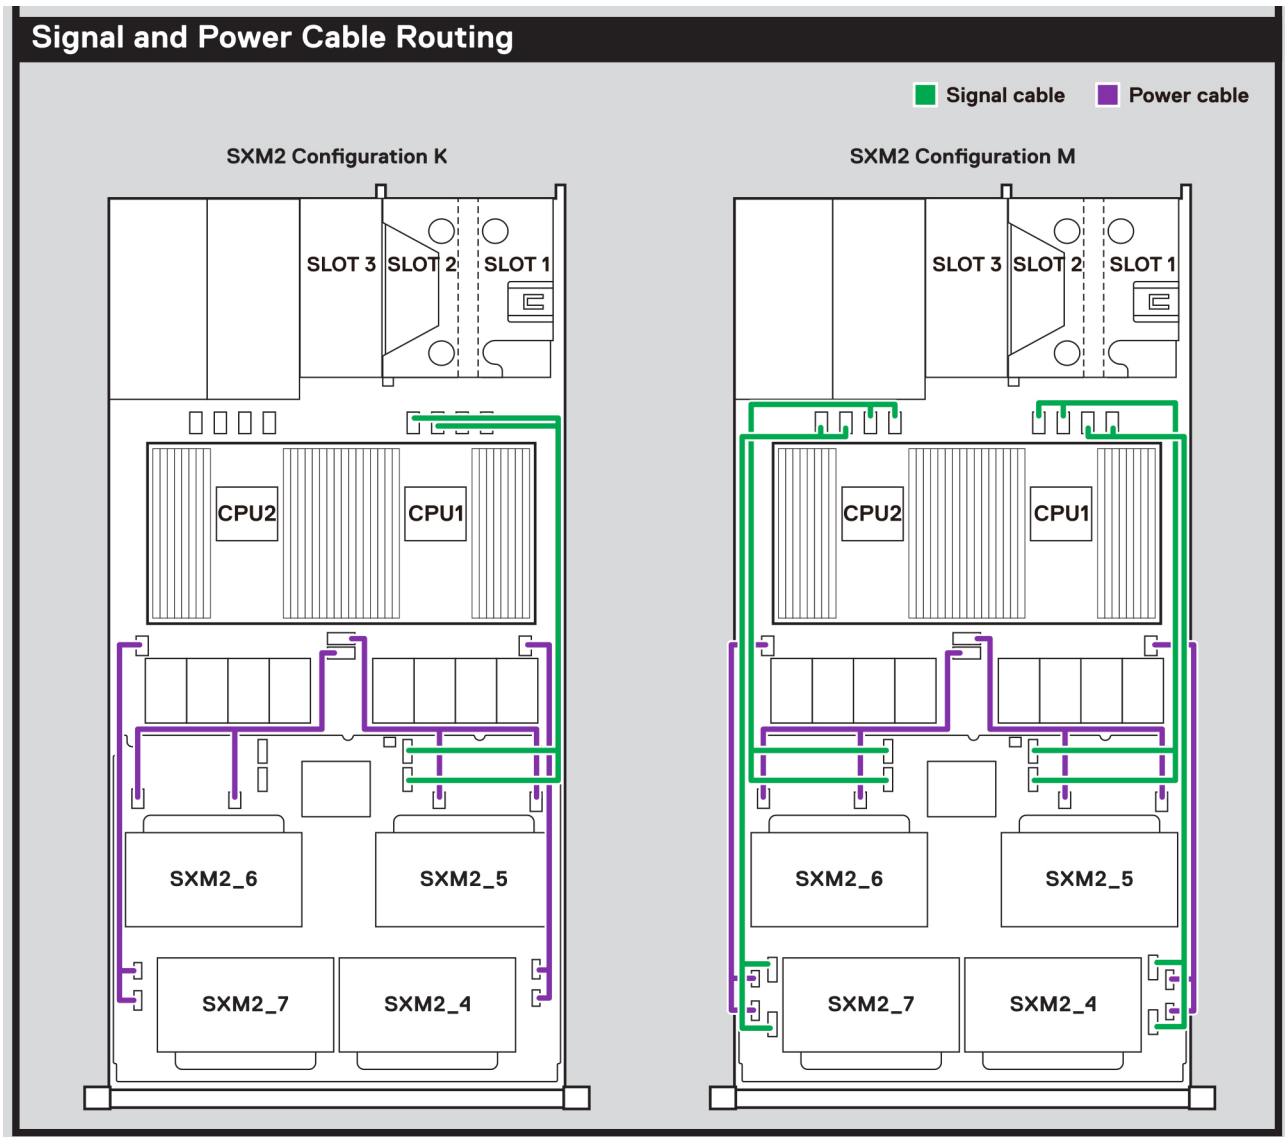 Signal and Power Cable Routing
Signal cable
Power cable
SXM2 Configuration K
SLOT 3
SLOT 2
SLOT 1
CPU2
CPU1
SXM2_6
SXM2_5
SXM2_7
SXM2_4
SXM2 Configuration M
SLOT 3
SLOT 2
SLOT 1
CPU2
CPU1
SXM2_6
SXM2_5
SXM2_7
SXM2_4